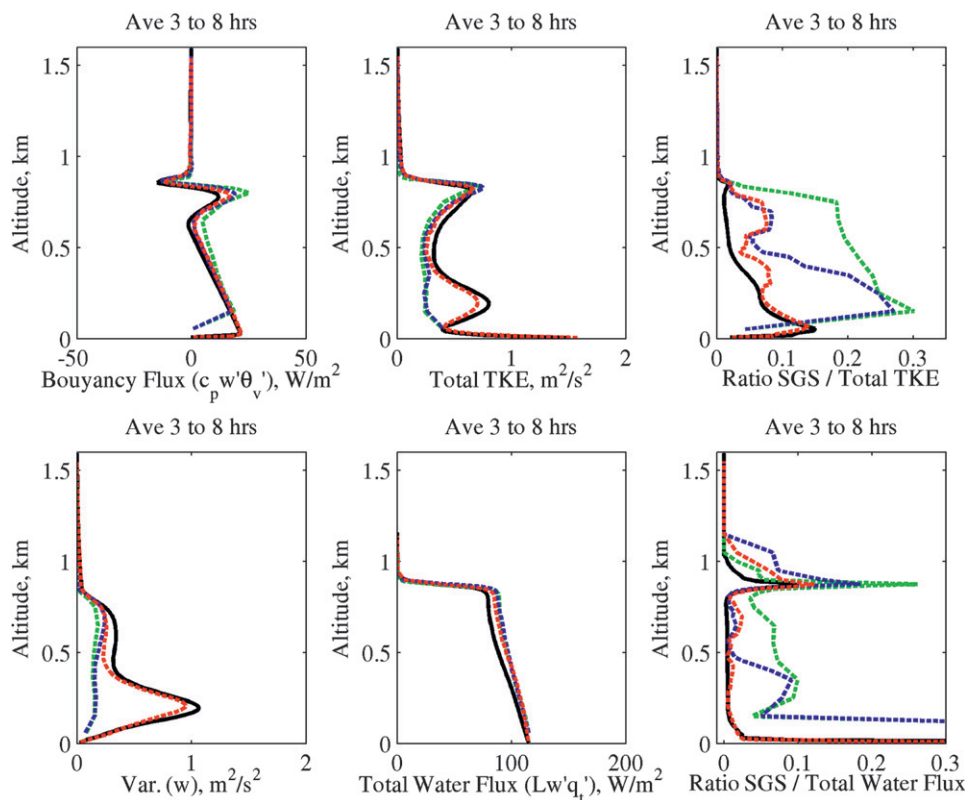 Ave 3 to 8 hrs
Altitude, km
1.5
1
0.5
0
-50 0 50
Bouyancy Flux (c_p w'θ_v'), W/m²
Ave 3 to 8 hrs
Altitude, km
1.5
1
0.5
0
0 1 2
Total TKE, m²/s²
Ave 3 to 8 hrs
Altitude, km
1.5
1
0.5
0
0 0.1 0.2 0.3
Ratio SGS / Total TKE
Ave 3 to 8 hrs
Altitude, km
1.5
1
0.5
0
0 1 2
Var. (w), m²/s²
Ave 3 to 8 hrs
Altitude, km
1.5
1
0.5
0
0 100 200
Total Water Flux (Lw'q_t'), W/m²
Ave 3 to 8 hrs
Altitude, km
1.5
1
0.5
0
0 0.1 0.2 0.3
Ratio SGS / Total Water Flux